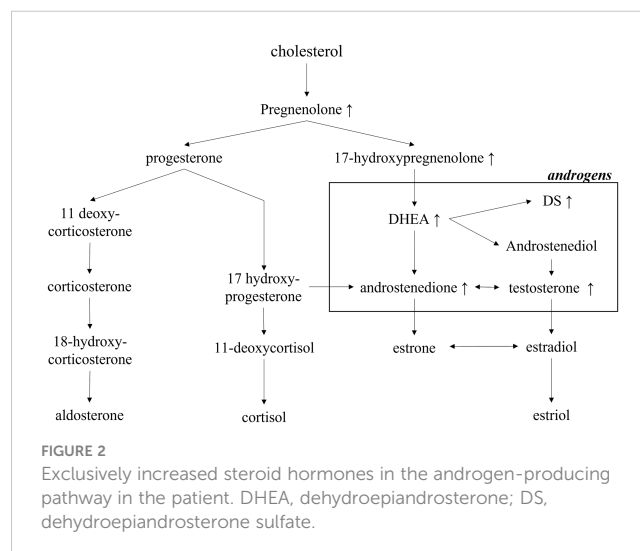 cholesterol
Pregnenolone ↑
progesterone
17-hydroxypregnenolone ↑
androgens
11 deoxy-
corticosterone
DHEA ↑
DS ↑
Androstenediol
corticosterone
17 hydroxy-
progesterone
androstenedione ↑
testosterone ↑
18-hydroxy-
corticosterone
11-deoxycortisol
estrone
estradiol
aldosterone
cortisol
estriol
FIGURE 2
Exclusively increased steroid hormones in the androgen-producing
pathway in the patient. DHEA, dehydroepiandrosterone; DS,
dehydroepiandrosterone sulfate.